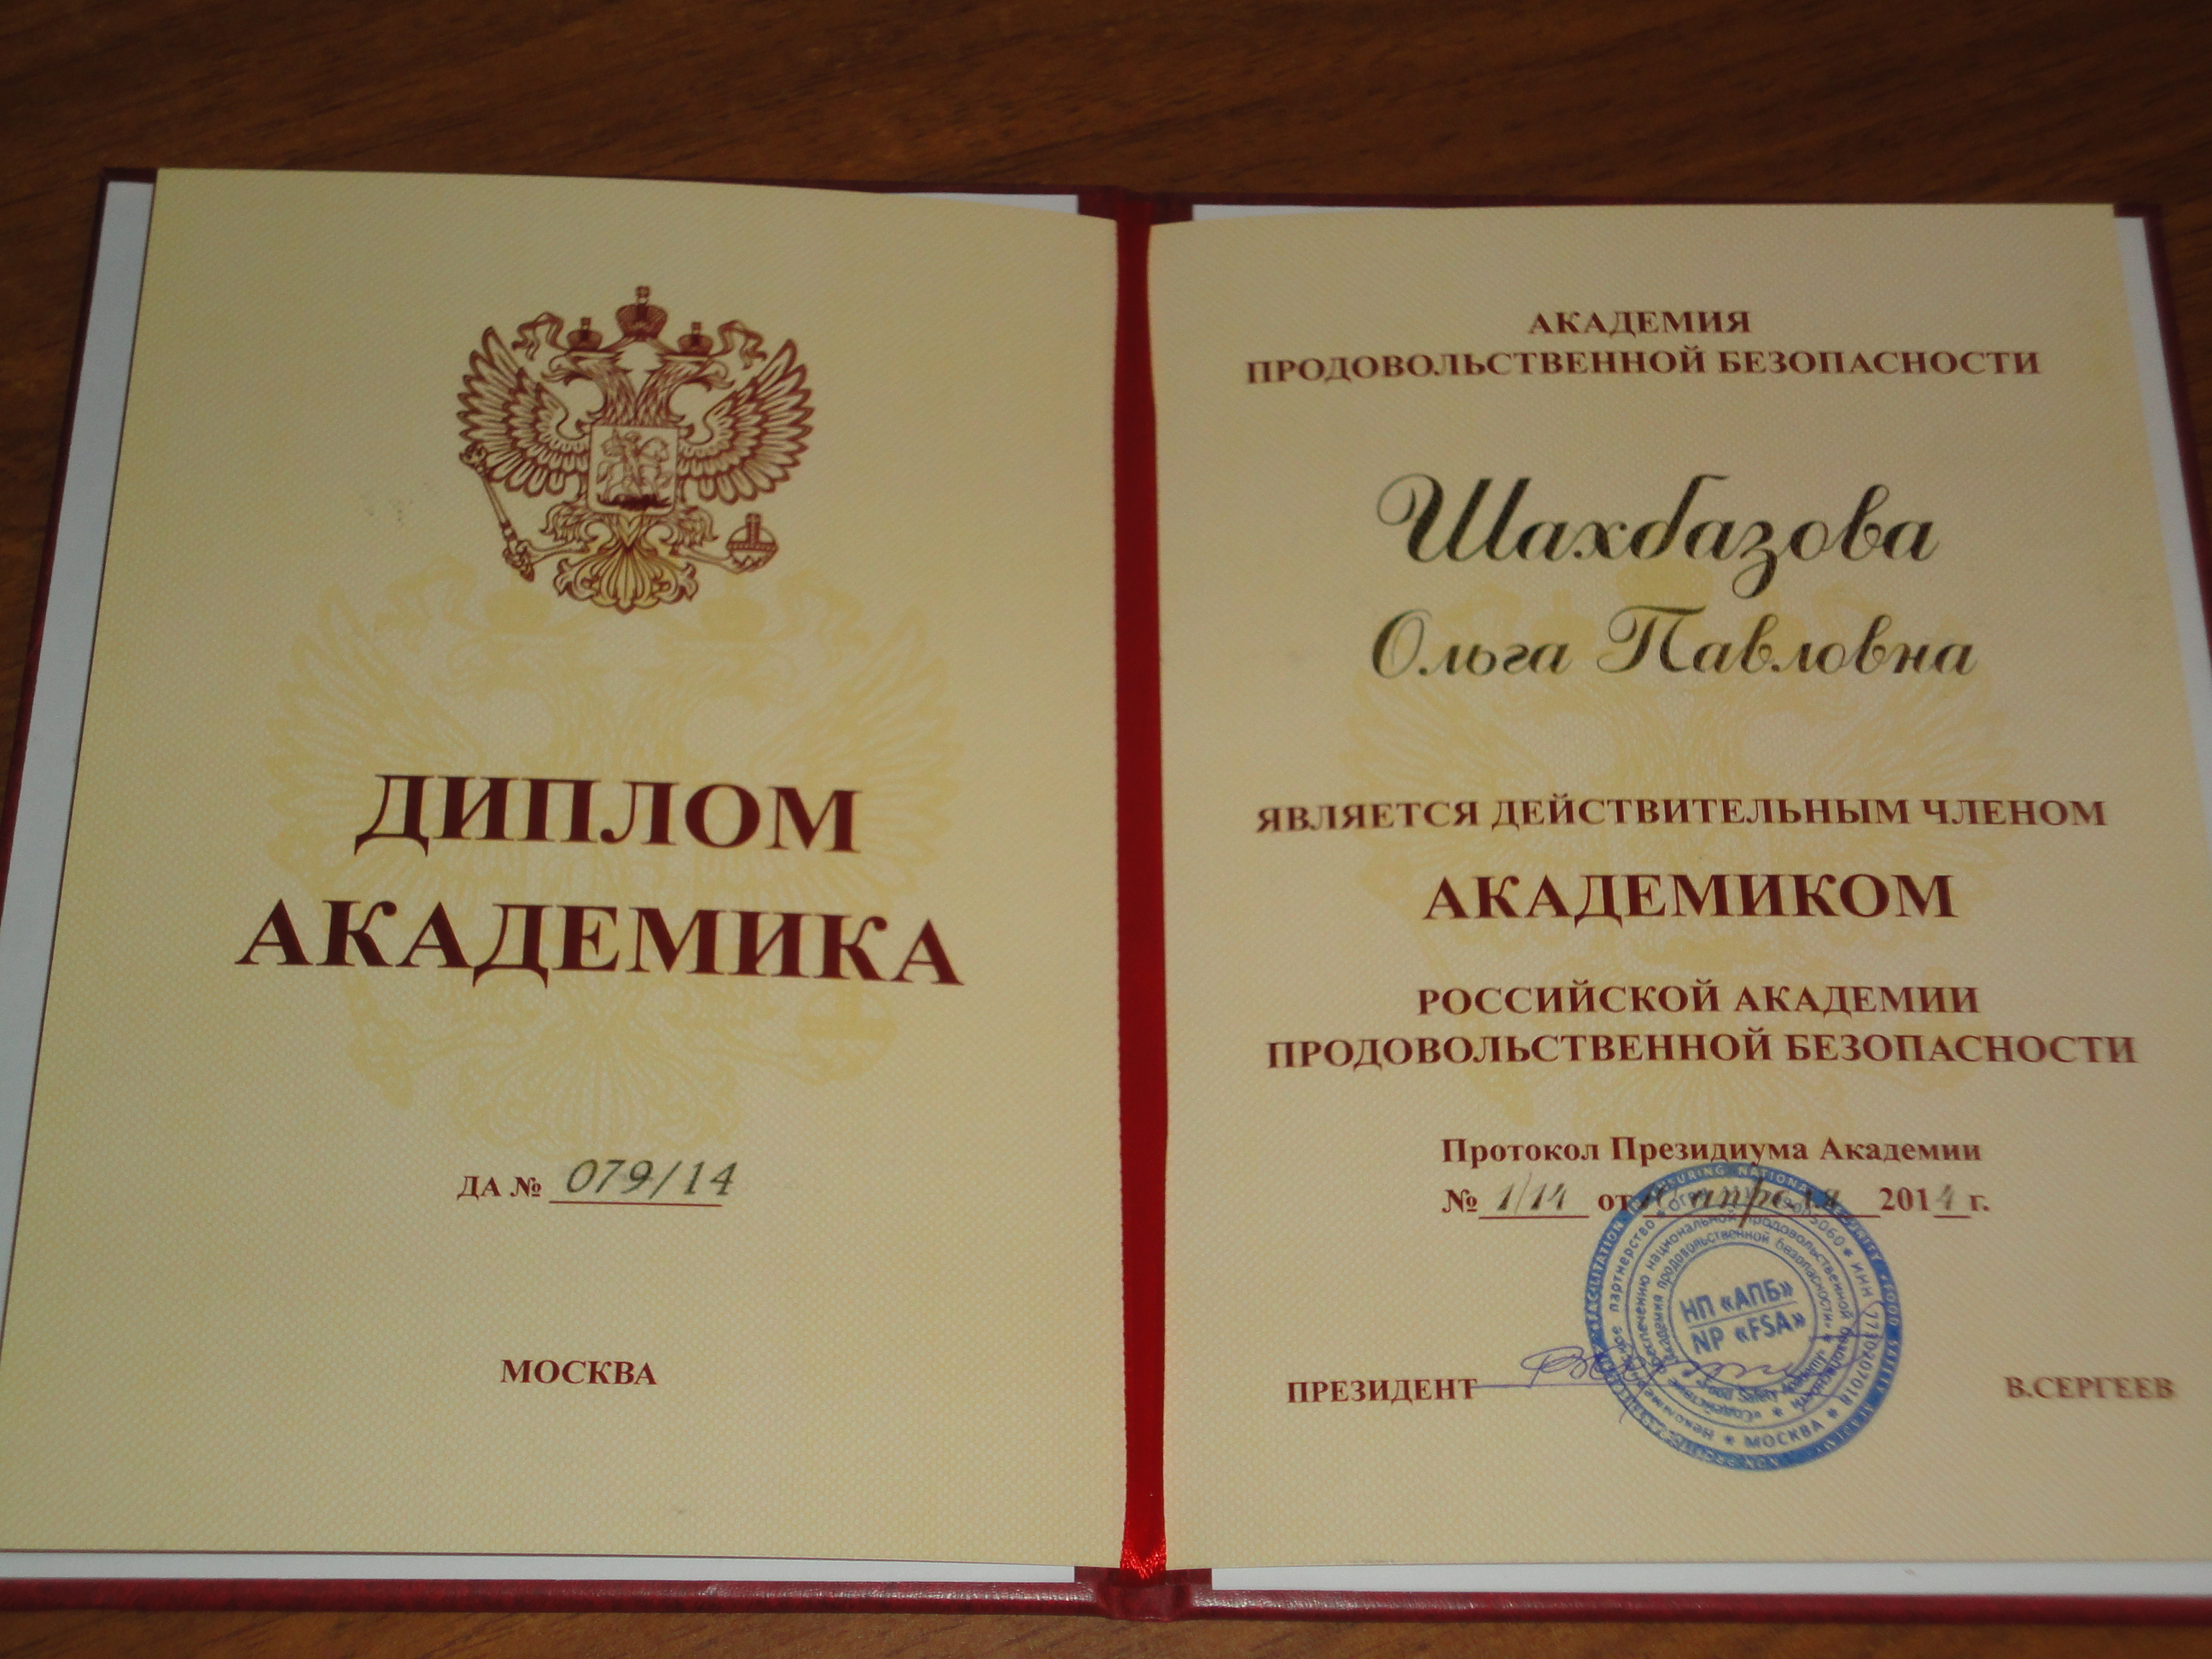 ДИПЛОМ
АКАДЕМИКА
ДА № 079/14
МОСКВА
АКАДЕМИЯ
ПРОДОВОЛЬСТВЕННОЙ БЕЗОПАСНОСТИ
Шахбазова
Ольга Павловна
ЯВЛЯЕТСЯ ДЕЙСТВИТЕЛЬНЫМ ЧЛЕНОМ
АКАДЕМИКОМ
РОССИЙСКОЙ АКАДЕМИИ
ПРОДОВОЛЬСТВЕННОЙ БЕЗОПАСНОСТИ
Протокол Президиума Академии
№ 1/14 от апреля 2014 г.
НП «АПБ»
NP «FSA»
МОСКВА
ПРЕЗИДЕНТ В.СЕРГЕЕВ